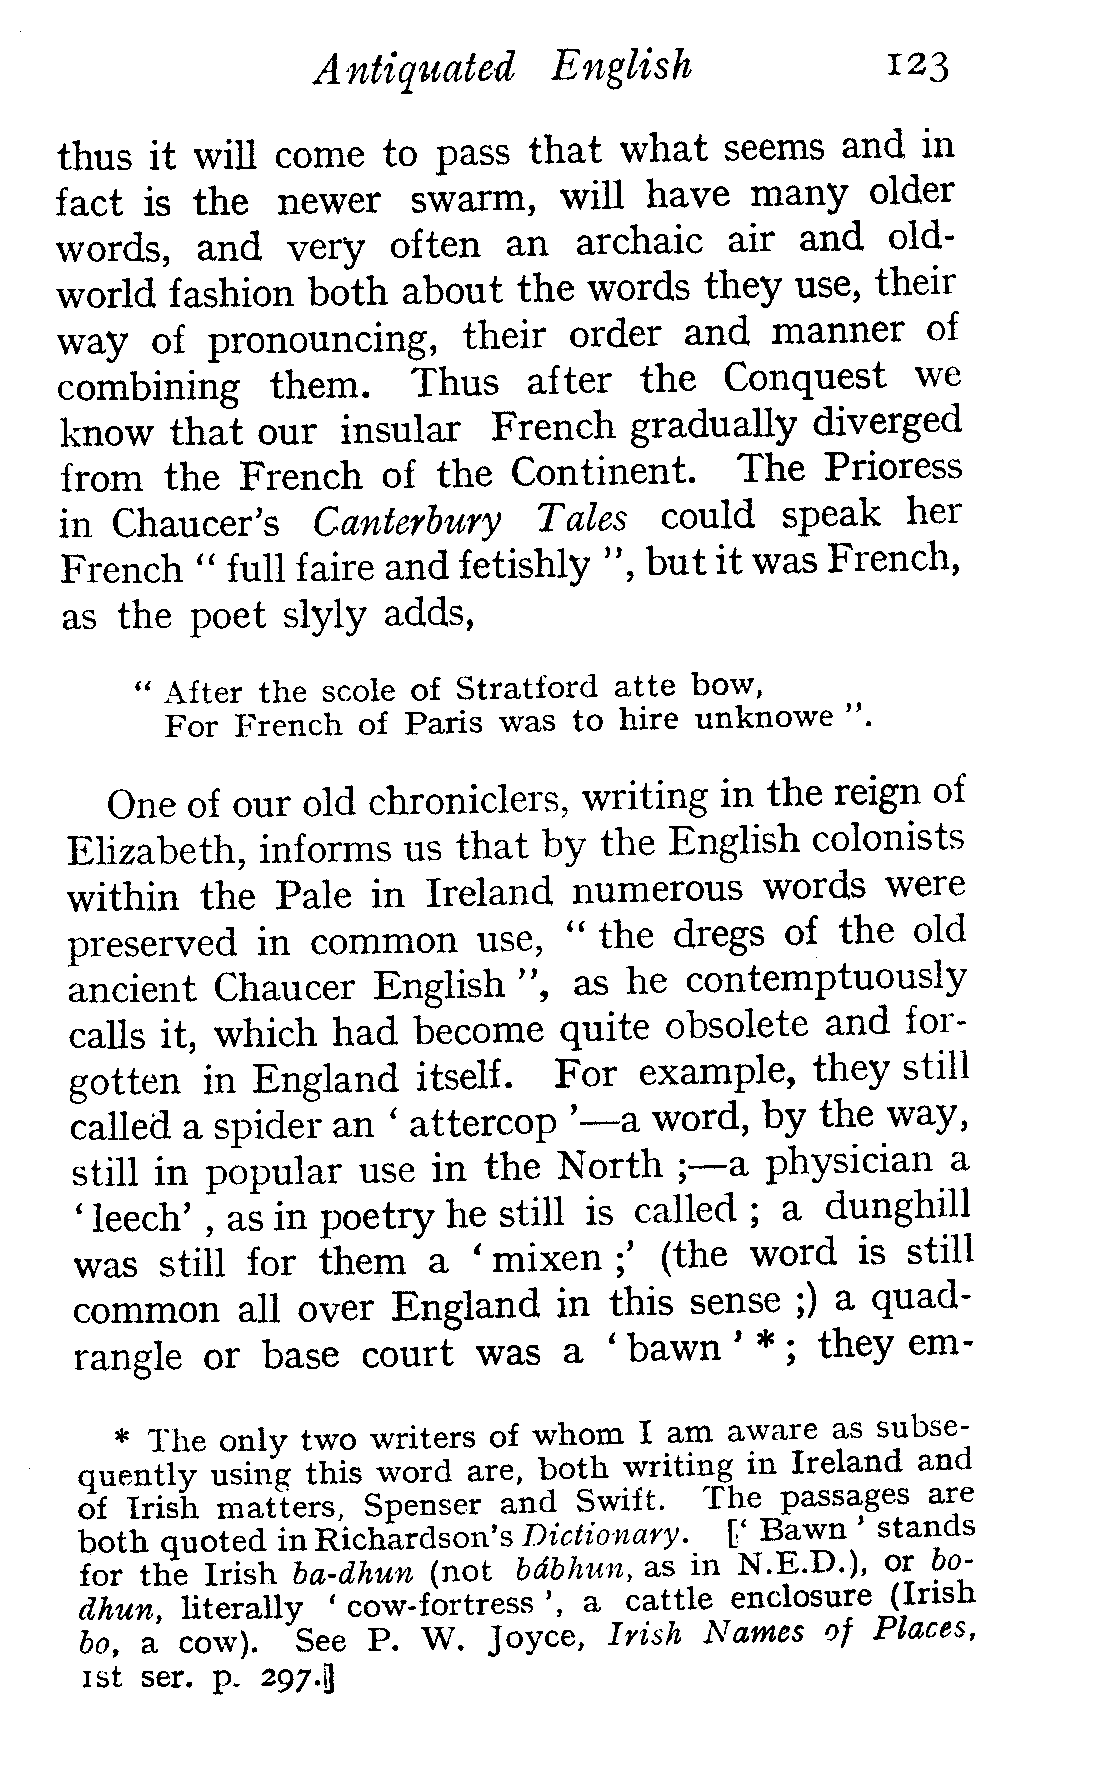 Antiquated English 123
thus it will come to pass that what seems and in
fact is the newer swarm, will have many older
words, and very often an archaic air and old-
world fashion both about the words they use, their
way of pronouncing, their order and manner of
combining them. Thus after the Conquest we
know that our insular French gradually diverged
from the French of the Continent. The Prioress
in Chaucer's Canterbury Tales could speak her
French " full faire and fetishly ", but it was French,
as the poet slyly adds,
" After the scole of Stratford atte bow,
For French of Paris was to hire unknowe ".
One of our old chroniclers, writing in the reign of
Elizabeth, informs us that by the English colonists
within the Pale in Ireland numerous words were
preserved in common use, " the dregs of the old
ancient Chaucer English ", as he contemptuously
calls it, which had become quite obsolete and for-
gotten in England itself. For example, they still
called a spider an ' attercop '—a word, by the way,
still in popular use in the North ;—a physician a
' leech' , as in poetry he still is called ; a dunghill
was still for them a ' mixen ;' (the word is still
common all over England in this sense ;) a quad-
rangle or base court was a ' bawn ' * ; they em-
* The only two writers of whom I am aware as subse-
quently using this word are, both writing in Ireland and
of Irish matters, Spenser and Swift. The passages are
both quoted in Richardson's Dictionary. [' Bawn ' stands
for the Irish ba-dhun (not bábhun, as in N.E.D.), or bo-
dhun, literally ' cow-fortress ', a cattle enclosure (Irish
bo, a cow). See P. W. Joyce, Irish Names of Places,
1st ser. p. 297.]